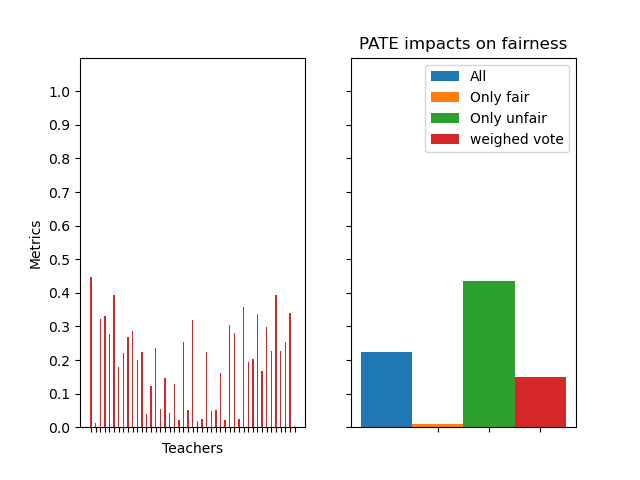 PATE impacts on fairness
All
Only fair
Only unfair
weighed vote
1.0
0.9
0.8
0.7
0.6
0.5
0.4
0.3
0.2
0.1
0.0
Metrics
Teachers